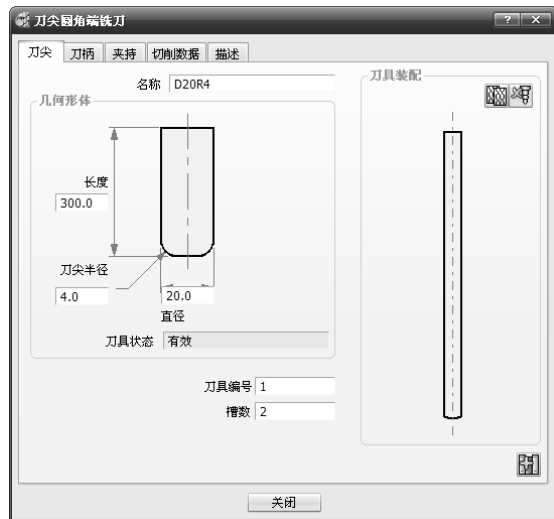 刀尖圆角端铣刀
刀尖 刀柄 夹持 切削数据 描述
名称 D20R4
几何形体
长度
300.0
刀尖半径
4.0
20.0
直径
刀具状态 有效
刀具编号 1
槽数 2
刀具装配
关闭